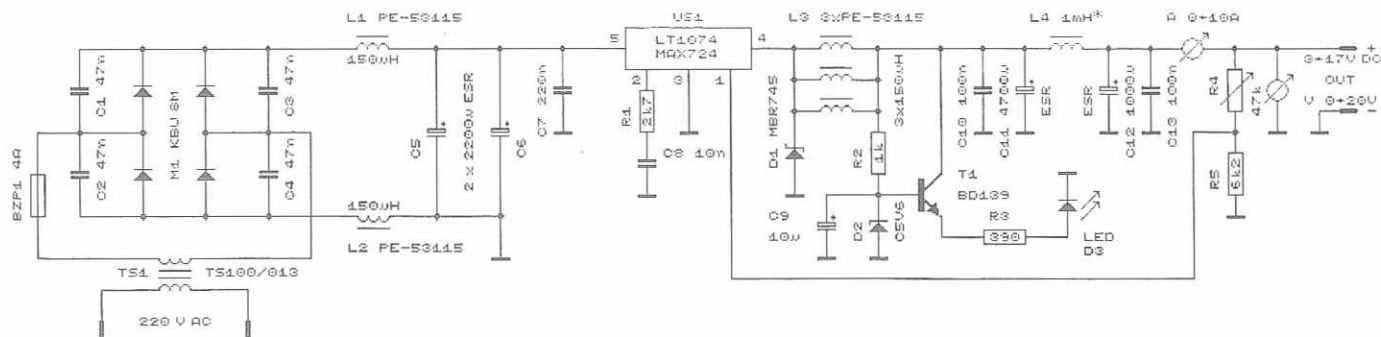 L1 PE-53115
US1
L3 3xPE-53115
L4 1mH*
A 0÷10A
5
LT1074
MAX724
4
150uH
2
3
1
C1 47n
C3 47n
M1 KBU 8M
C2 47n
C4 47n
BZP1 4A
C5
2 x 2200u ESR
C6
C7 220n
R1
2k7
C8 10n
D1 MBR745
3x150uH
R2
1k
C10 100n
C11 4700u
ESR
ESR
C12 1000u
C13 100n
R4
47k
+
3÷17V DC
OUT
V 0÷20V
-
150uH
L2 PE-53115
C9
10u
D2
C5V6
T1
BD139
R3
390
LED
D3
R5
6k2
TS1
TS100/013
220 V AC